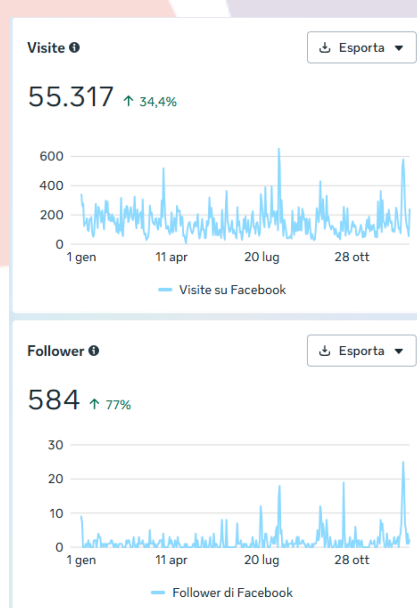 Visite
Esporta
55.317 ↑ 34,4%
600
400
200
0
1 gen 11 apr 20 lug 28 ott
Visite su Facebook
Follower
Esporta
584 ↑ 77%
30
20
10
0
1 gen 11 apr 20 lug 28 ott
Follower di Facebook